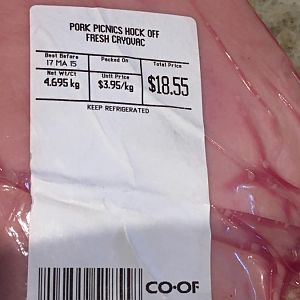 PORK PICNICS HOCK OFF
FRESH CRYOVAC
Best Before Packed On Total Price
17 MA 15
Net Wt/Ct Unit Price
4.695 kg $3.95/kg $18.55
KEEP REFRIGERATED
CO-OF